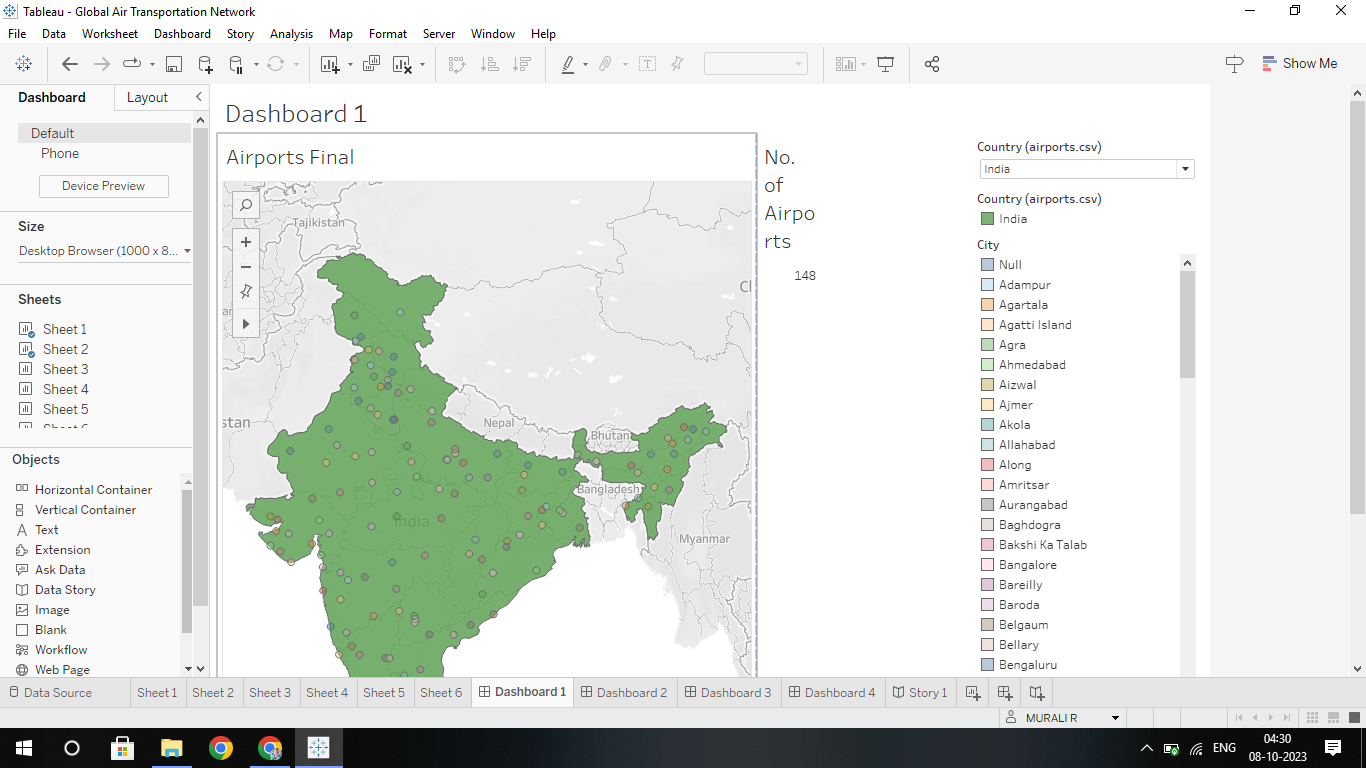 Tableau - Global Air Transportation Network
File Data Worksheet Dashboard Story Analysis Map Format Server Window Help
Show Me
Dashboard Layout
Default
Phone
Device Preview
Size
Desktop Browser (1000 x 8...
Sheets
Sheet 1
Sheet 2
Sheet 3
Sheet 4
Sheet 5
Objects
Horizontal Container
Vertical Container
Text
Extension
Ask Data
Data Story
Image
Blank
Workflow
Web Page
Dashboard 1
Airports Final
Tajikistan
stan
Nepal
Bhutan
Bangladesh
India
Myanmar
No.
of
Airpo
rts
148
Country (airports.csv)
India
Country (airports.csv)
India
City
Null
Adampur
Agartala
Agatti Island
Agra
Ahmedabad
Aizwal
Ajmer
Akola
Allahabad
Along
Amritsar
Aurangabad
Baghdogra
Bakshi Ka Talab
Bangalore
Bareilly
Baroda
Belgaum
Bellary
Bengaluru
Data Source Sheet 1 Sheet 2 Sheet 3 Sheet 4 Sheet 5 Sheet 6 Dashboard 1 Dashboard 2 Dashboard 3 Dashboard 4 Story 1
MURALI R
ENG
04:30
08-10-2023